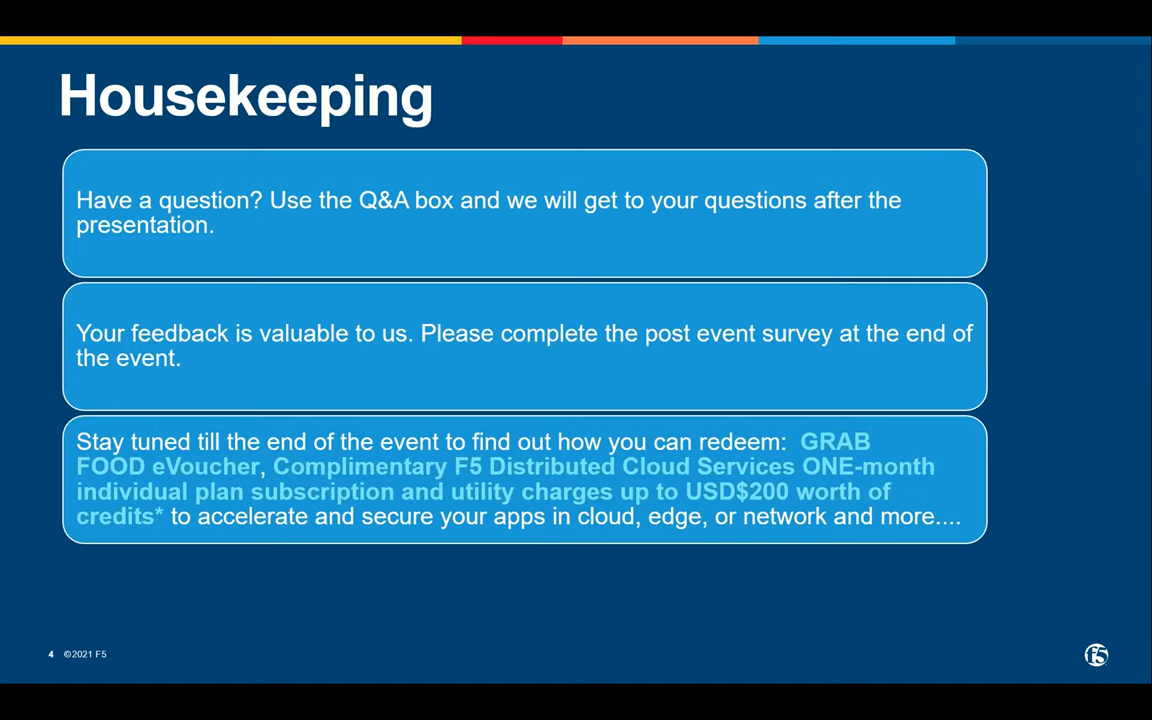 Housekeeping
Have a question? Use the Q&A box and we will get to your questions after the
presentation.
Your feedback is valuable to us. Please complete the post event survey at the end of
the event.
Stay tuned till the end of the event to find out how you can redeem: GRAB
FOOD eVoucher, Complimentary F5 Distributed Cloud Services ONE-month
individual plan subscription and utility charges up to USD$200 worth of
credits* to accelerate and secure your apps in cloud, edge, or network and more....
4 ©2021 F5
f5